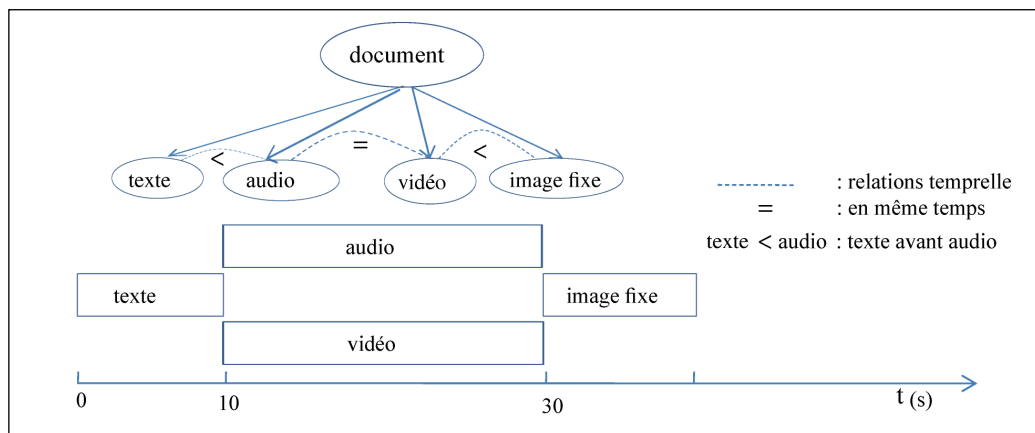 document
< = <
texte audio vidéo image fixe
: relations temprelle
= : en même temps
texte < audio : texte avant audio
audio
texte image fixe
vidéo
0 10 30 t (s)